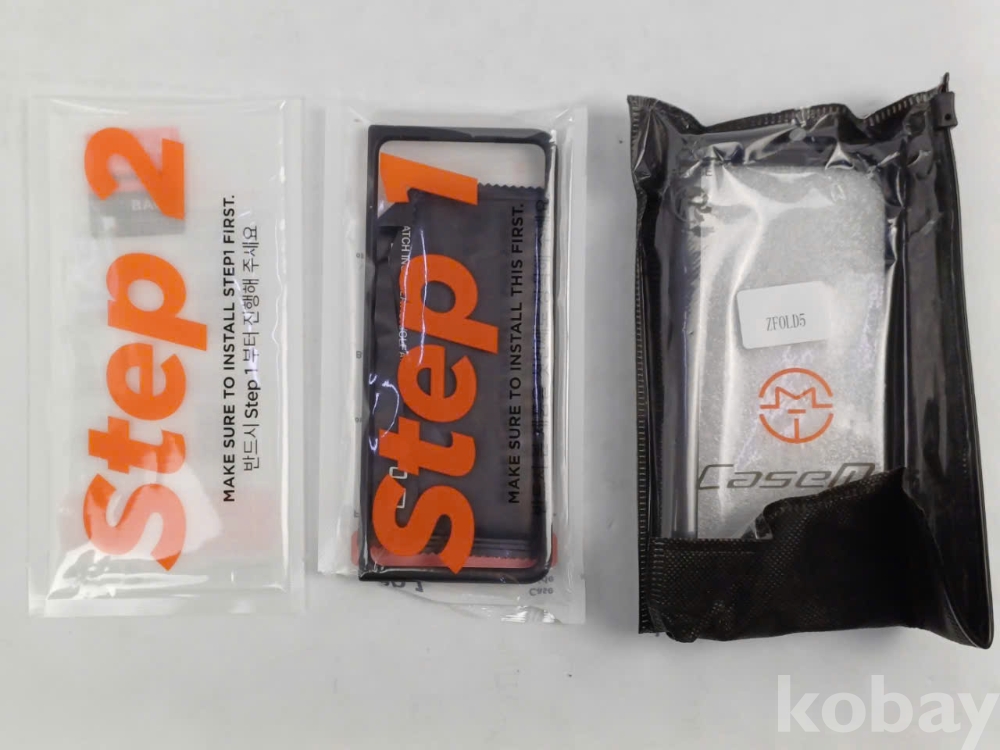 Step 2
MAKE SURE TO INSTALL STEP1 FIRST.
반드시 Step 1 부터 진행해 주세요
Step 1
MAKE SURE TO INSTALL THIS FIRST.
ZFOLD5
kobay